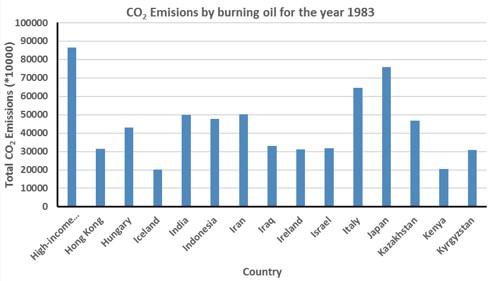 CO₂ Emisions by burning oil for the year 1983
Total CO₂ Emissions (*10000)
100000
90000
80000
70000
60000
50000
40000
30000
20000
10000
0
High-income...
Hong Kong
Hungary
Iceland
India
Indonesia
Iran
Iraq
Ireland
Israel
Italy
Japan
Kazakhstan
Kenya
Kyrgyzstan
Country